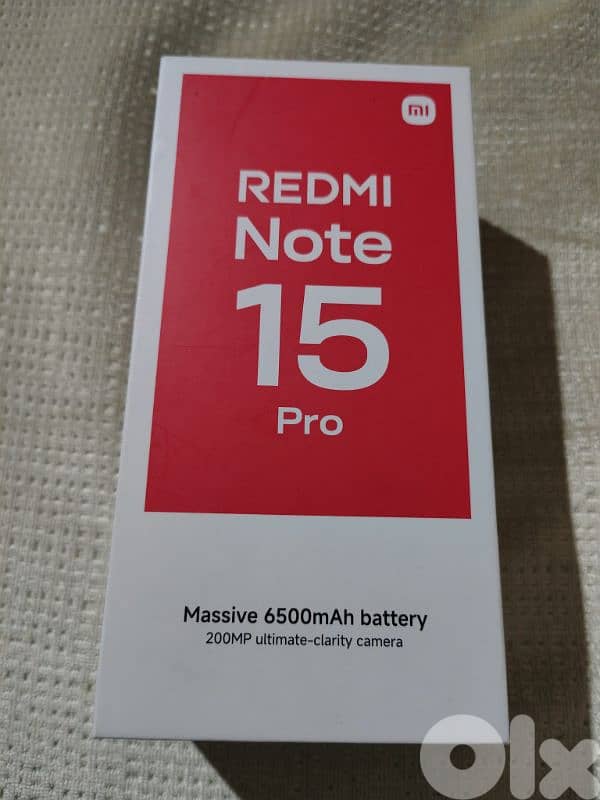 mi
REDMI
Note
15
Pro
Massive 6500mAh battery
200MP ultimate-clarity camera
Olx